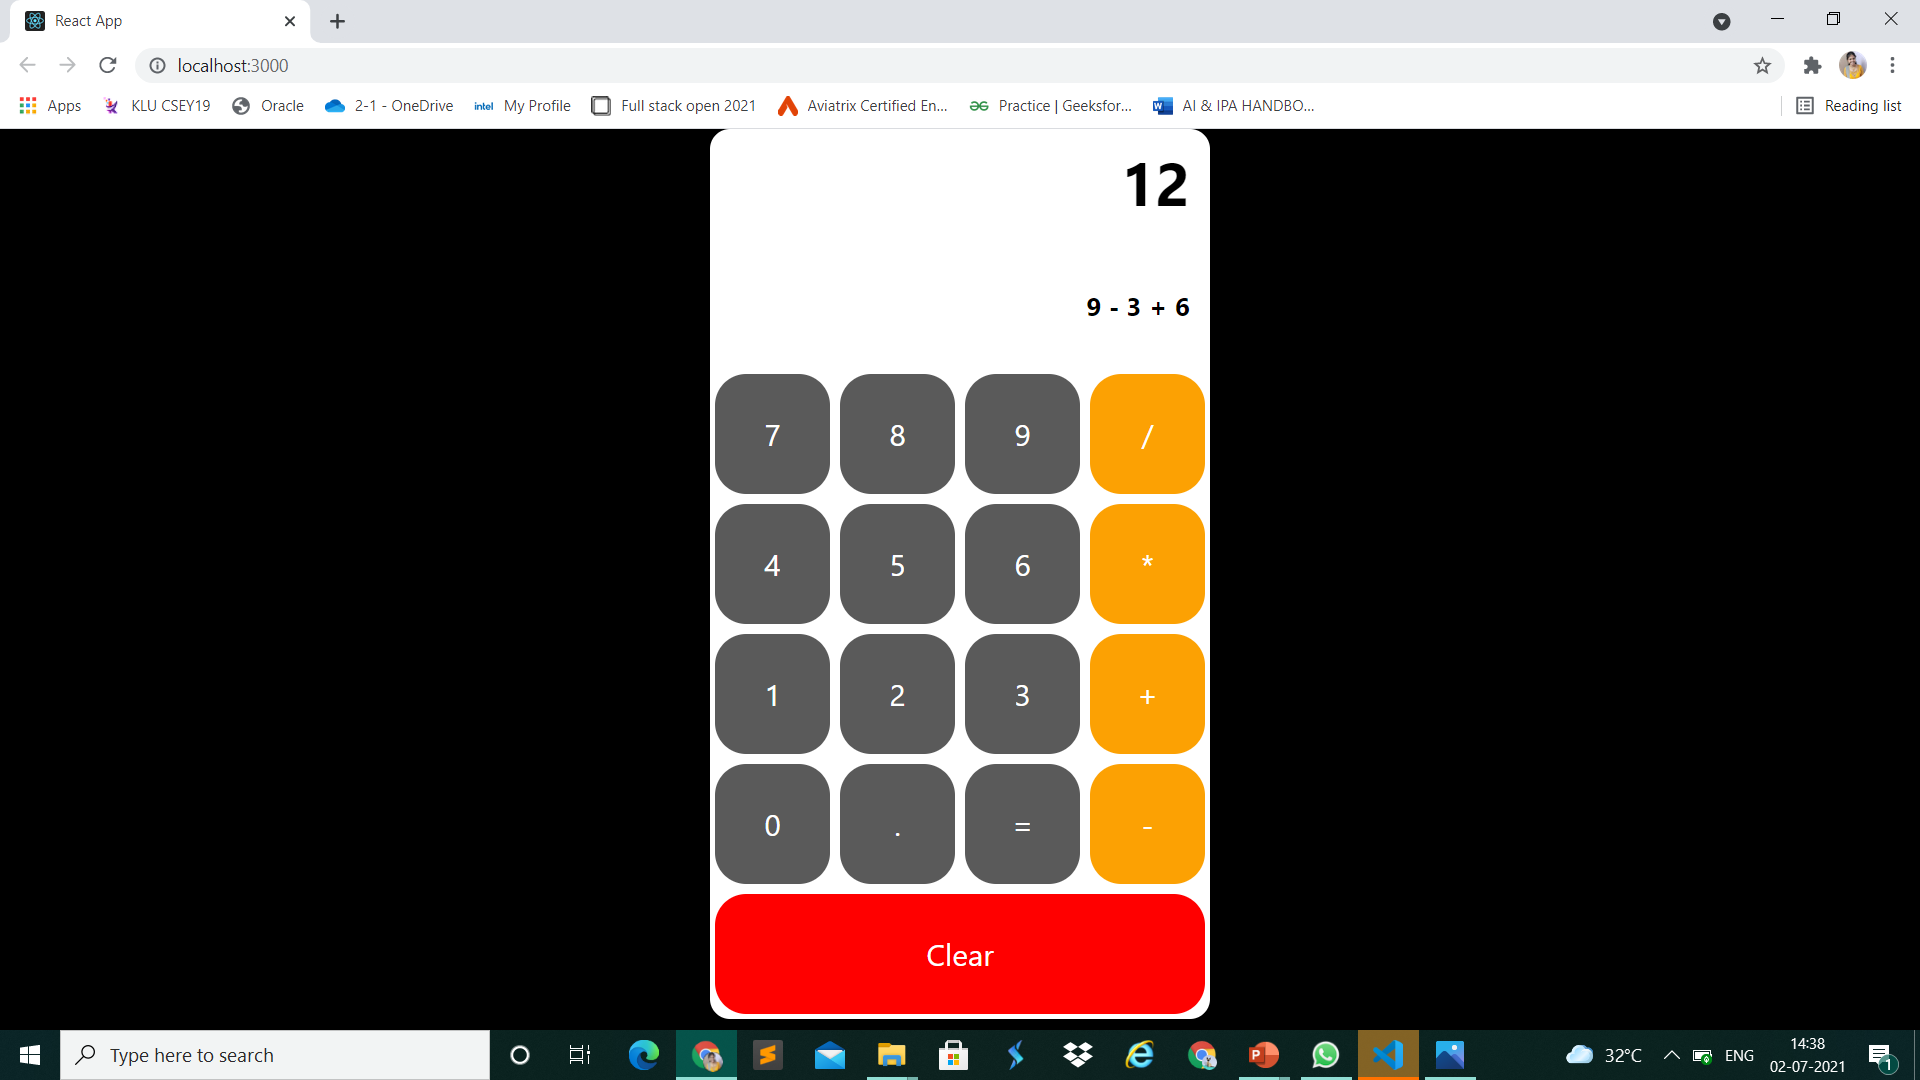 React App
localhost:3000
Apps KLU CSEY19 Oracle 2-1 - OneDrive intel My Profile Full stack open 2021 Aviatrix Certified En... Practice | Geeksfor... AI & IPA HANDBO... Reading list
12
9 - 3 + 6
7 8 9 /
4 5 6 *
1 2 3 +
0 . = -
Clear
Type here to search
32°C ENG 14:38
02-07-2021
1